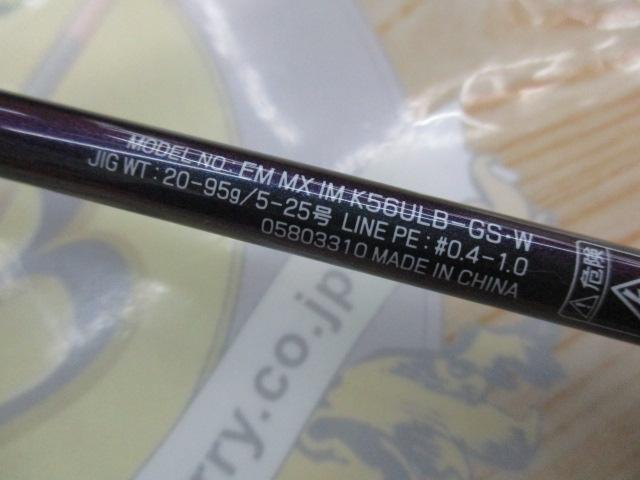 MODEL NO. EM MX IM K56ULB-GS-W
JIG WT : 20-95g/5-25号 LINE PE : #0.4-1.0
05803310 MADE IN CHINA
危険
rry.co.jp